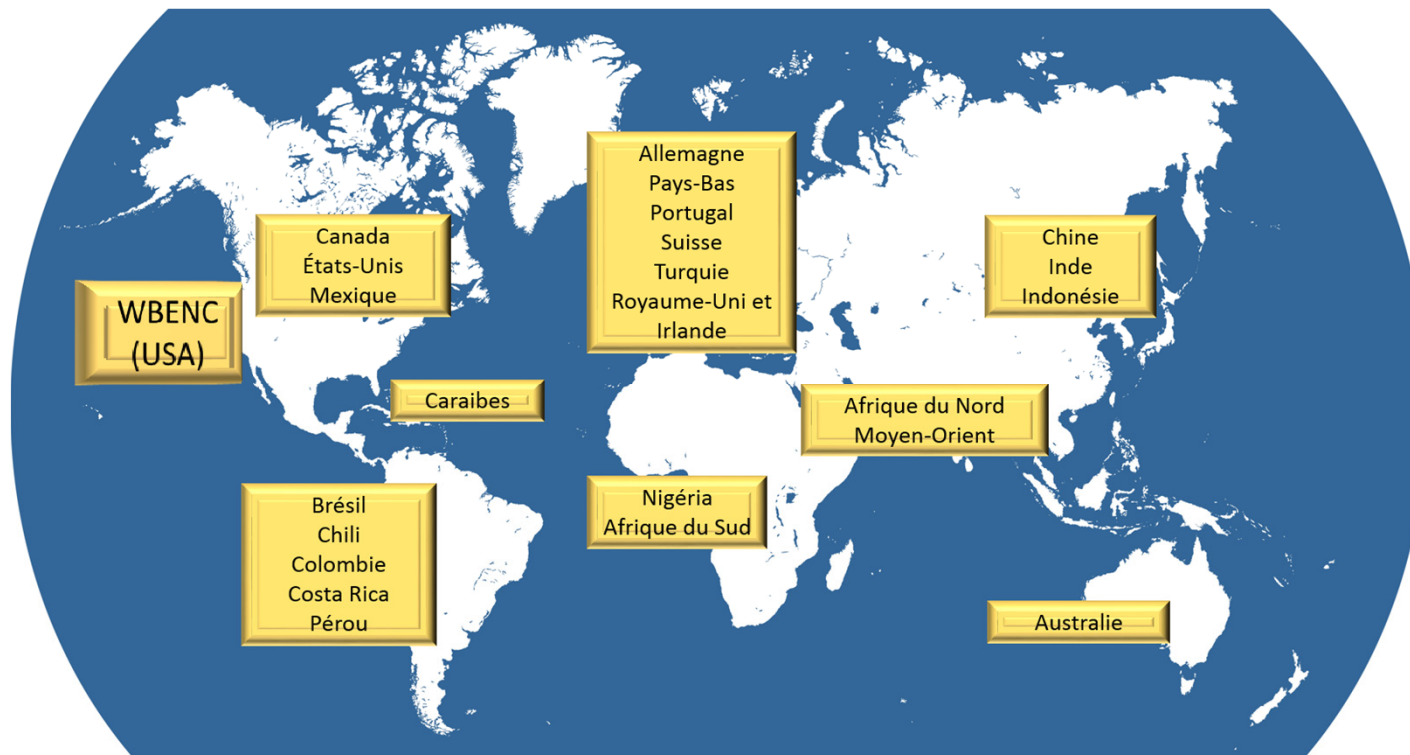 Allemagne
Pays-Bas
Portugal
Suisse
Turquie
Royaume-Uni et
Irlande
Canada
États-Unis
Mexique
Chine
Inde
Indonésie
WBENC
(USA)
Caraibes
Afrique du Nord
Moyen-Orient
Nigéria
Afrique du Sud
Brésil
Chili
Colombie
Costa Rica
Pérou
Australie